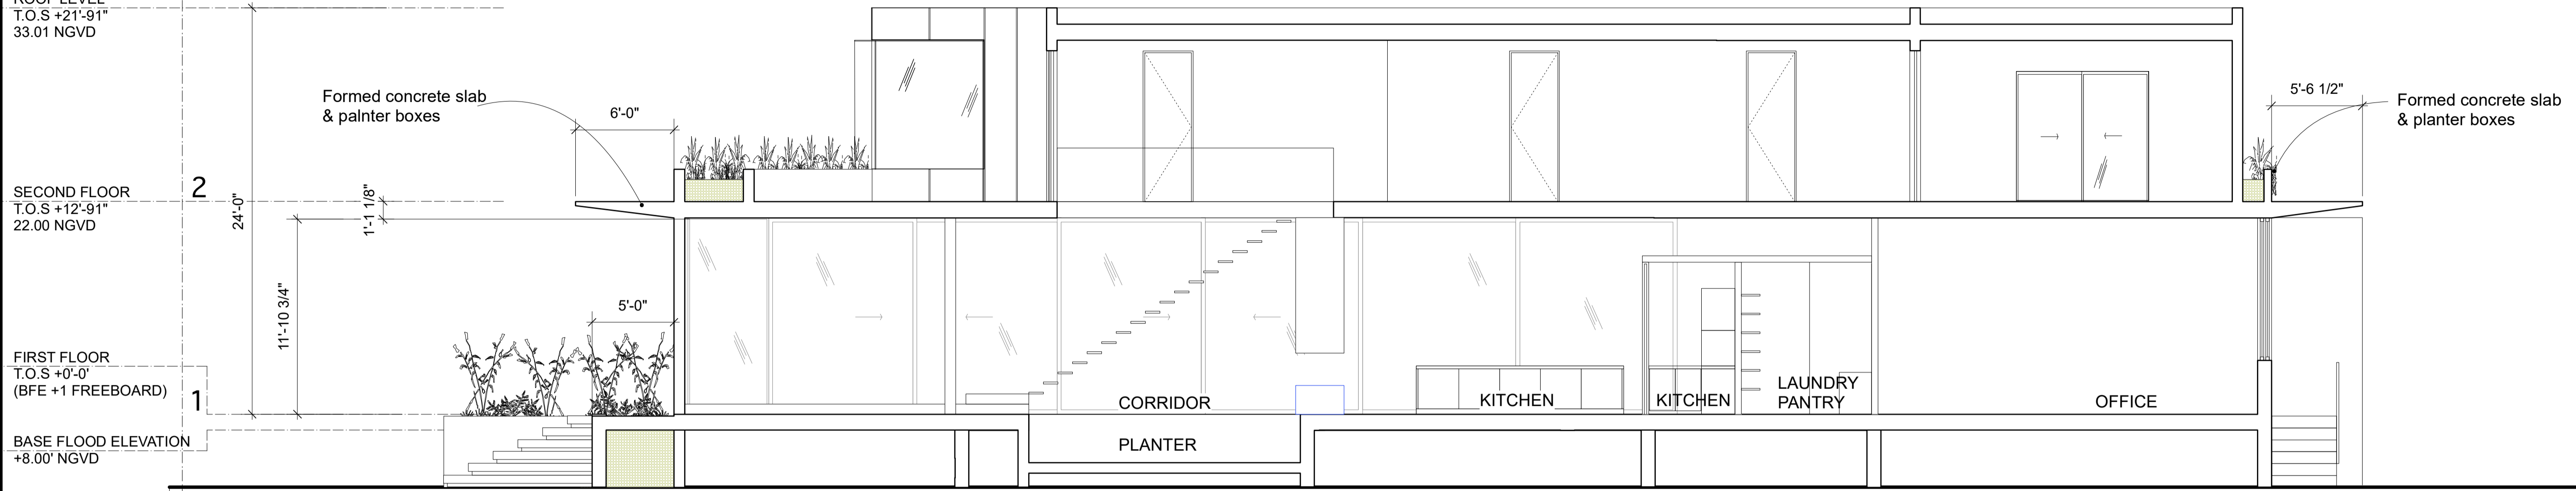 ROOF LEVEL
T.O.S +21'-91"
33.01 NGVD
Formed concrete slab
& palnter boxes
6'-0"
5'-6 1/2"
Formed concrete slab
& planter boxes
SECOND FLOOR
T.O.S +12'-91"
22.00 NGVD
2
24'-0"
1'-1 1/8"
11'-10 3/4"
5'-0"
FIRST FLOOR
T.O.S +0'-0'
(BFE +1 FREEBOARD)
1
BASE FLOOD ELEVATION
+8.00' NGVD
CORRIDOR
PLANTER
KITCHEN
KITCHEN
LAUNDRY
PANTRY
OFFICE